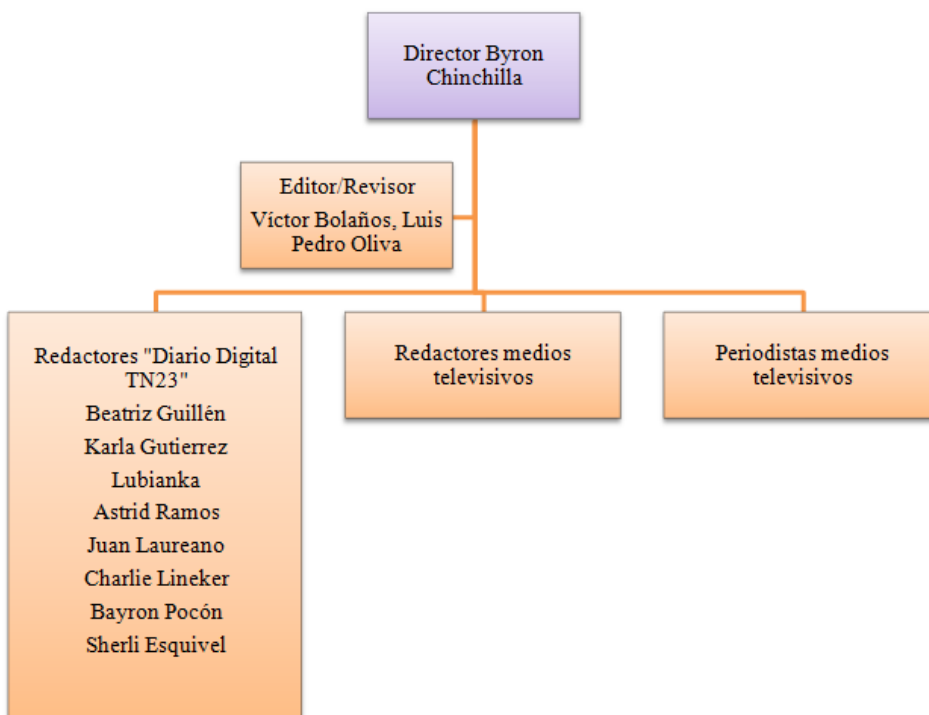 Director Byron
Chinchilla
Editor/Revisor
Víctor Bolaños, Luis
Pedro Oliva
Redactores "Diario Digital
TN23"
Beatriz Guillén
Karla Gutierrez
Lubianka
Astrid Ramos
Juan Laureano
Charlie Lineker
Bayron Pocón
Sherli Esquivel
Redactores medios
televisivos
Periodistas medios
televisivos